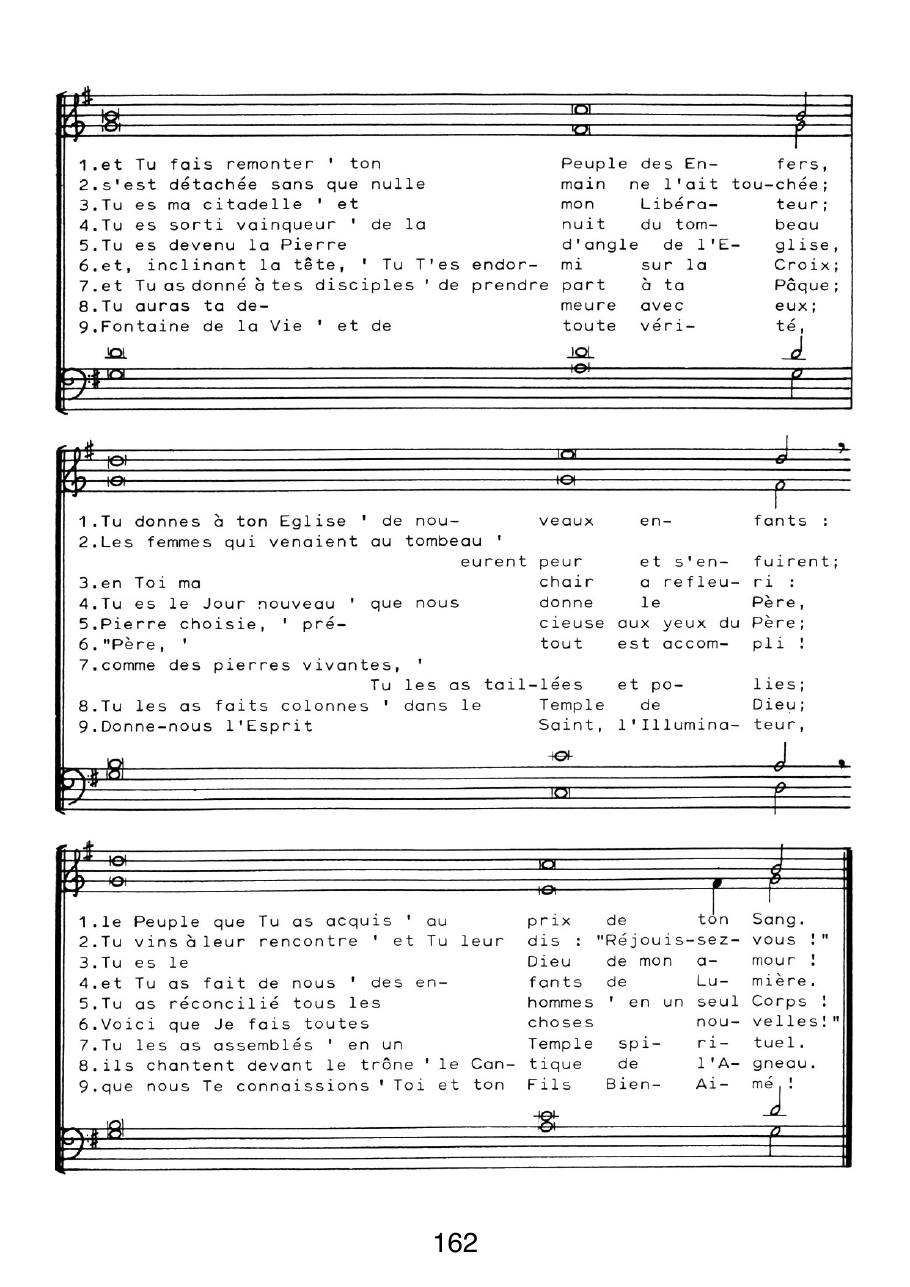 1.et Tu fais remonter ' ton Peuple des En- fers,
2.s'est détachée sans que nulle main ne l'ait tou-chée;
3.Tu es ma citadelle ' et mon Libéra- teur;
4.Tu es sorti vainqueur ' de la nuit du tom- beau
5.Tu es devenu la Pierre d'angle de l'E- glise,
6.et, inclinant la tête, ' Tu T'es endor- mi sur la Croix;
7.et Tu as donné à tes disciples ' de prendre part à ta Pâque;
8.Tu auras ta de- meure avec eux;
9.Fontaine de la Vie ' et de toute véri- té,
1.Tu donnes à ton Eglise ' de nou- veaux en- fants :
2.Les femmes qui venaient au tombeau '
eurent peur et s'en- fuirent;
3.en Toi ma chair a refleu- ri :
4.Tu es le Jour nouveau ' que nous donne le Père,
5.Pierre choisie, ' pré- cieuse aux yeux du Père;
6."Père, ' tout est accom- pli !
7.comme des pierres vivantes, '
Tu les as tail-lées et po- lies;
8.Tu les as faits colonnes ' dans le Temple de Dieu;
9.Donne-nous l'Esprit Saint, l'Illumina- teur,
1.le Peuple que Tu as acquis ' au prix de ton Sang.
2.Tu vins à leur rencontre ' et Tu leur dis : "Réjouis-sez- vous !"
3.Tu es le Dieu de mon a- mour !
4.et Tu as fait de nous ' des en- fants de Lu- mière.
5.Tu as réconcilié tous les hommes ' en un seul Corps !
6.Voici que Je fais toutes choses nou- velles!"
7.Tu les as assemblés ' en un Temple spi- ri- tuel.
8.ils chantent devant le trône ' le Can- tique de l'A- gneau.
9.que nous Te connaissions ' Toi et ton Fils Bien- Ai- mé !
162